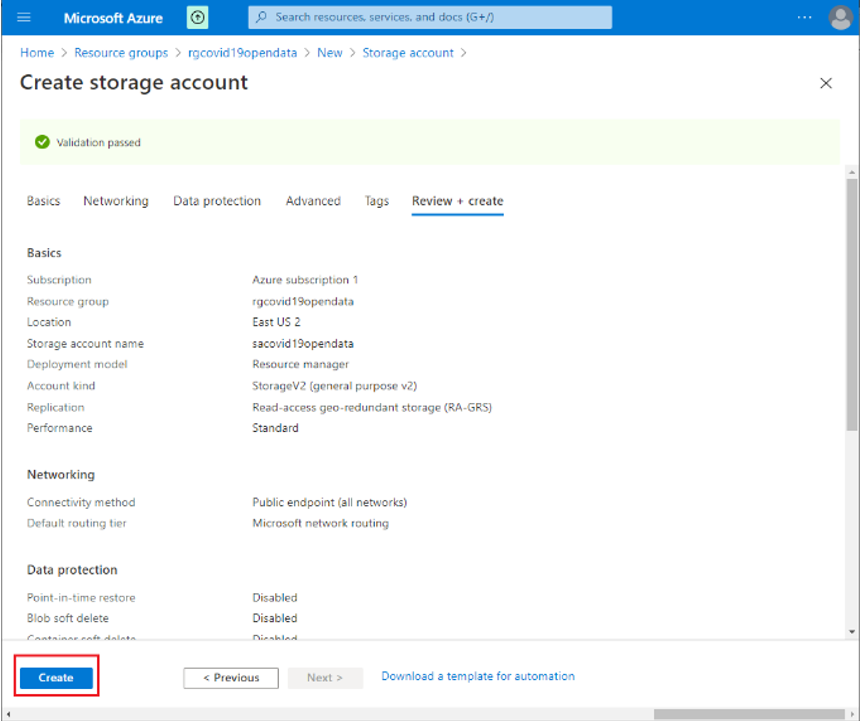 Microsoft Azure
Search resources, services, and docs (G+/)
...
Home > Resource groups > rgcovid19opendata > New > Storage account >
Create storage account
Validation passed
Basics Networking Data protection Advanced Tags Review + create
Basics
Subscription Azure subscription 1
Resource group rgcovid19opendata
Location East US 2
Storage account name sacovid19opendata
Deployment model Resource manager
Account kind StorageV2 (general purpose v2)
Replication Read-access geo-redundant storage (RA-GRS)
Performance Standard
Networking
Connectivity method Public endpoint (all networks)
Default routing tier Microsoft network routing
Data protection
Point-in-time restore Disabled
Blob soft delete Disabled
Container soft delete Disabled
Create < Previous Next > Download a template for automation